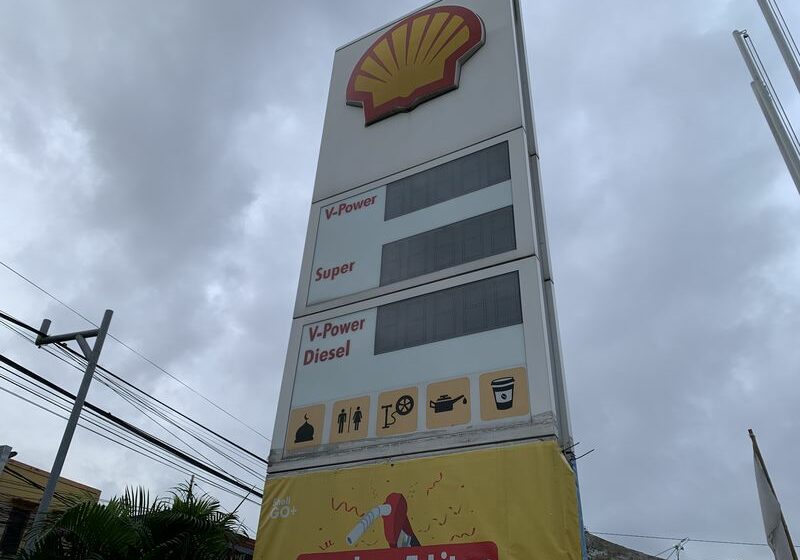 V-Power
Super
V-Power
Diesel
Shell
GO+